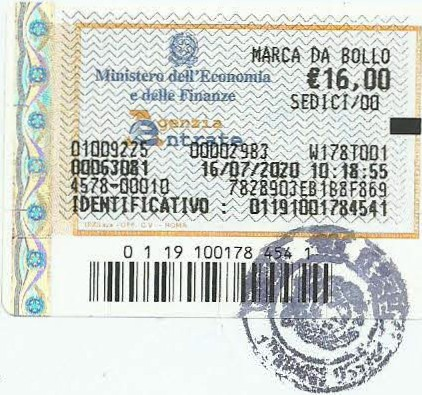 MARCA DA BOLLO
€16,00
SEDICI/00
Ministero dell'Economia
e delle Finanze
Agenzia
Entrate
01009225 00002983 W178T001
00063081 16/07/2020 10:18:55
4578-00010 7828903EB1B8F869
IDENTIFICATIVO : 01191001784541
0 1 19 100178 454 1